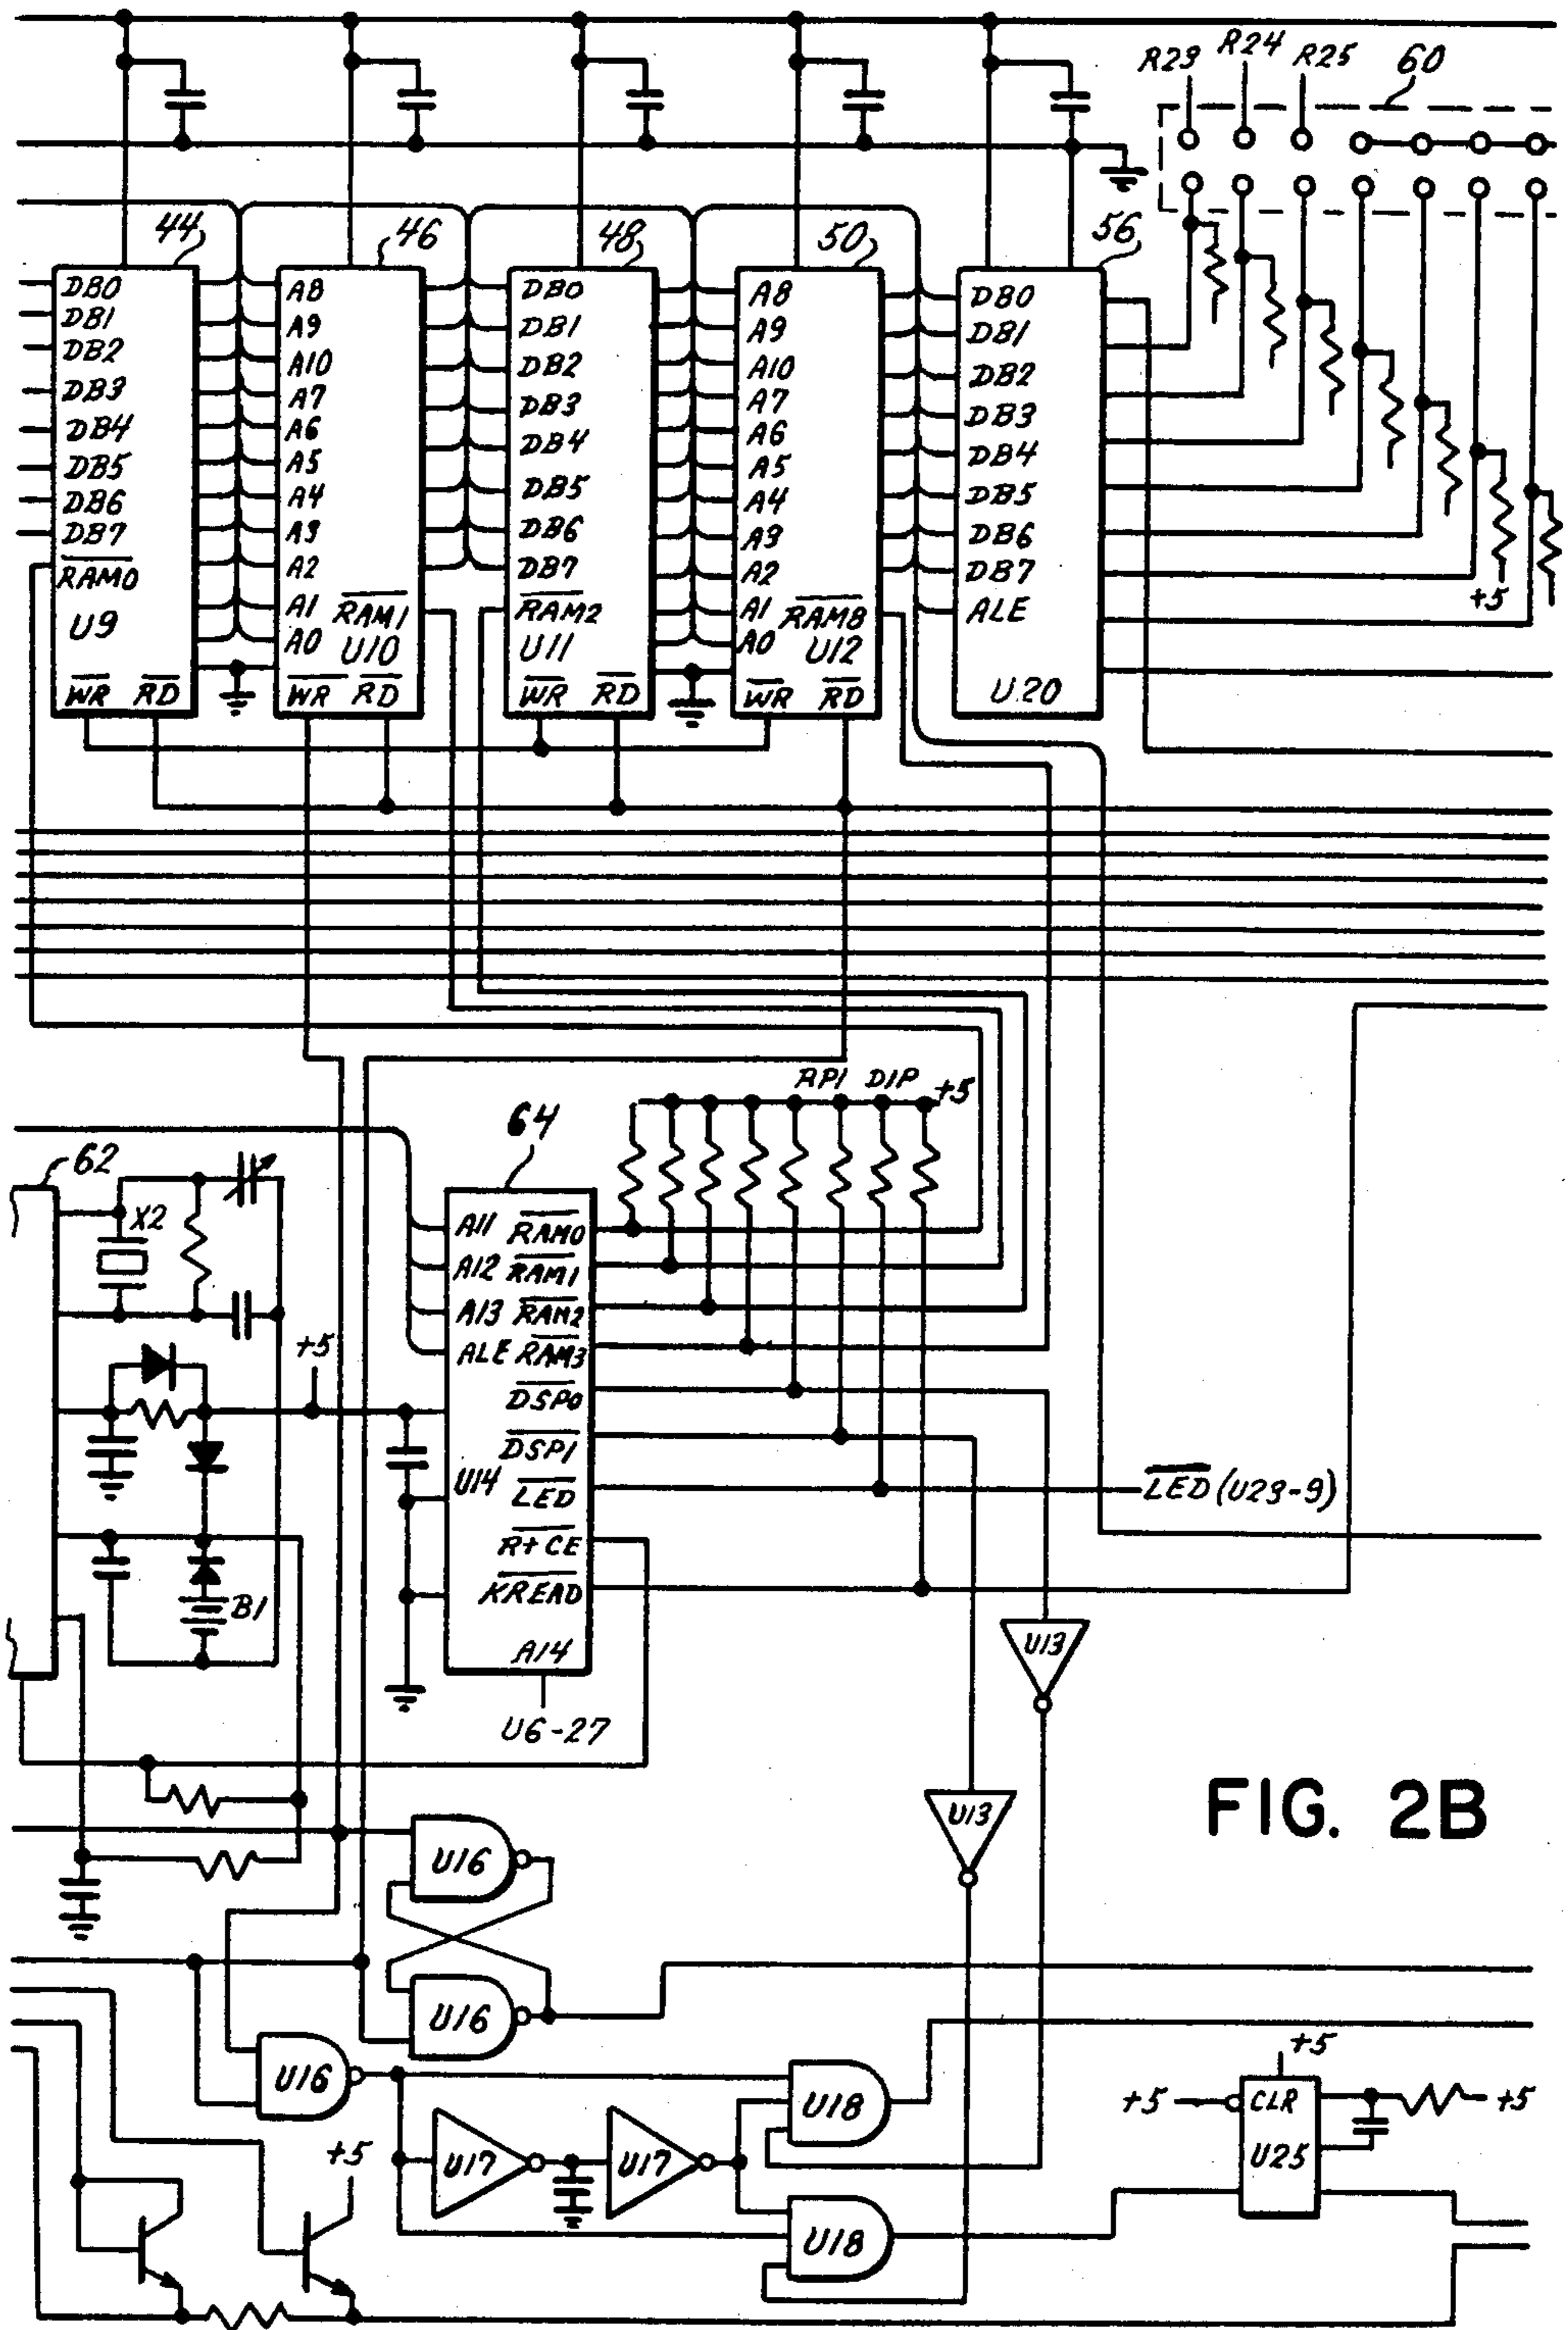 R23 R24 R25 60
44 46 48 50 56
DB0
DB1
DB2
DB3
DB4
DB5
DB6
DB7
RAM0
U9
WR RD
A8
A9
A10
A7
A6
A5
A4
A3
A2
A1 RAM1
A0 U10
WR RD
DB0
DB1
DB2
DB3
DB4
DB5
DB6
DB7
RAM2
U11
WR RD
A8
A9
A10
A7
A6
A5
A4
A3
A2
A1 RAM8
A0 U12
WR RD
DB0
DB1
DB2
DB3
DB4
DB5
DB6
DB7
ALE
U.20
+5
RP1 DIP +5
62
X2
+5
B1
64
A11 RAM0
A12 RAM1
A13 RAM2
ALE RAM3
DSP0
DSP1
U14 LED
R+CE
KREAD
A14
U6-27
LED (U23-9)
U13
U13
FIG. 2B
U16
U16
U16
U17
U17
U18
U18
+5
+5
+5 CLR +5
U25